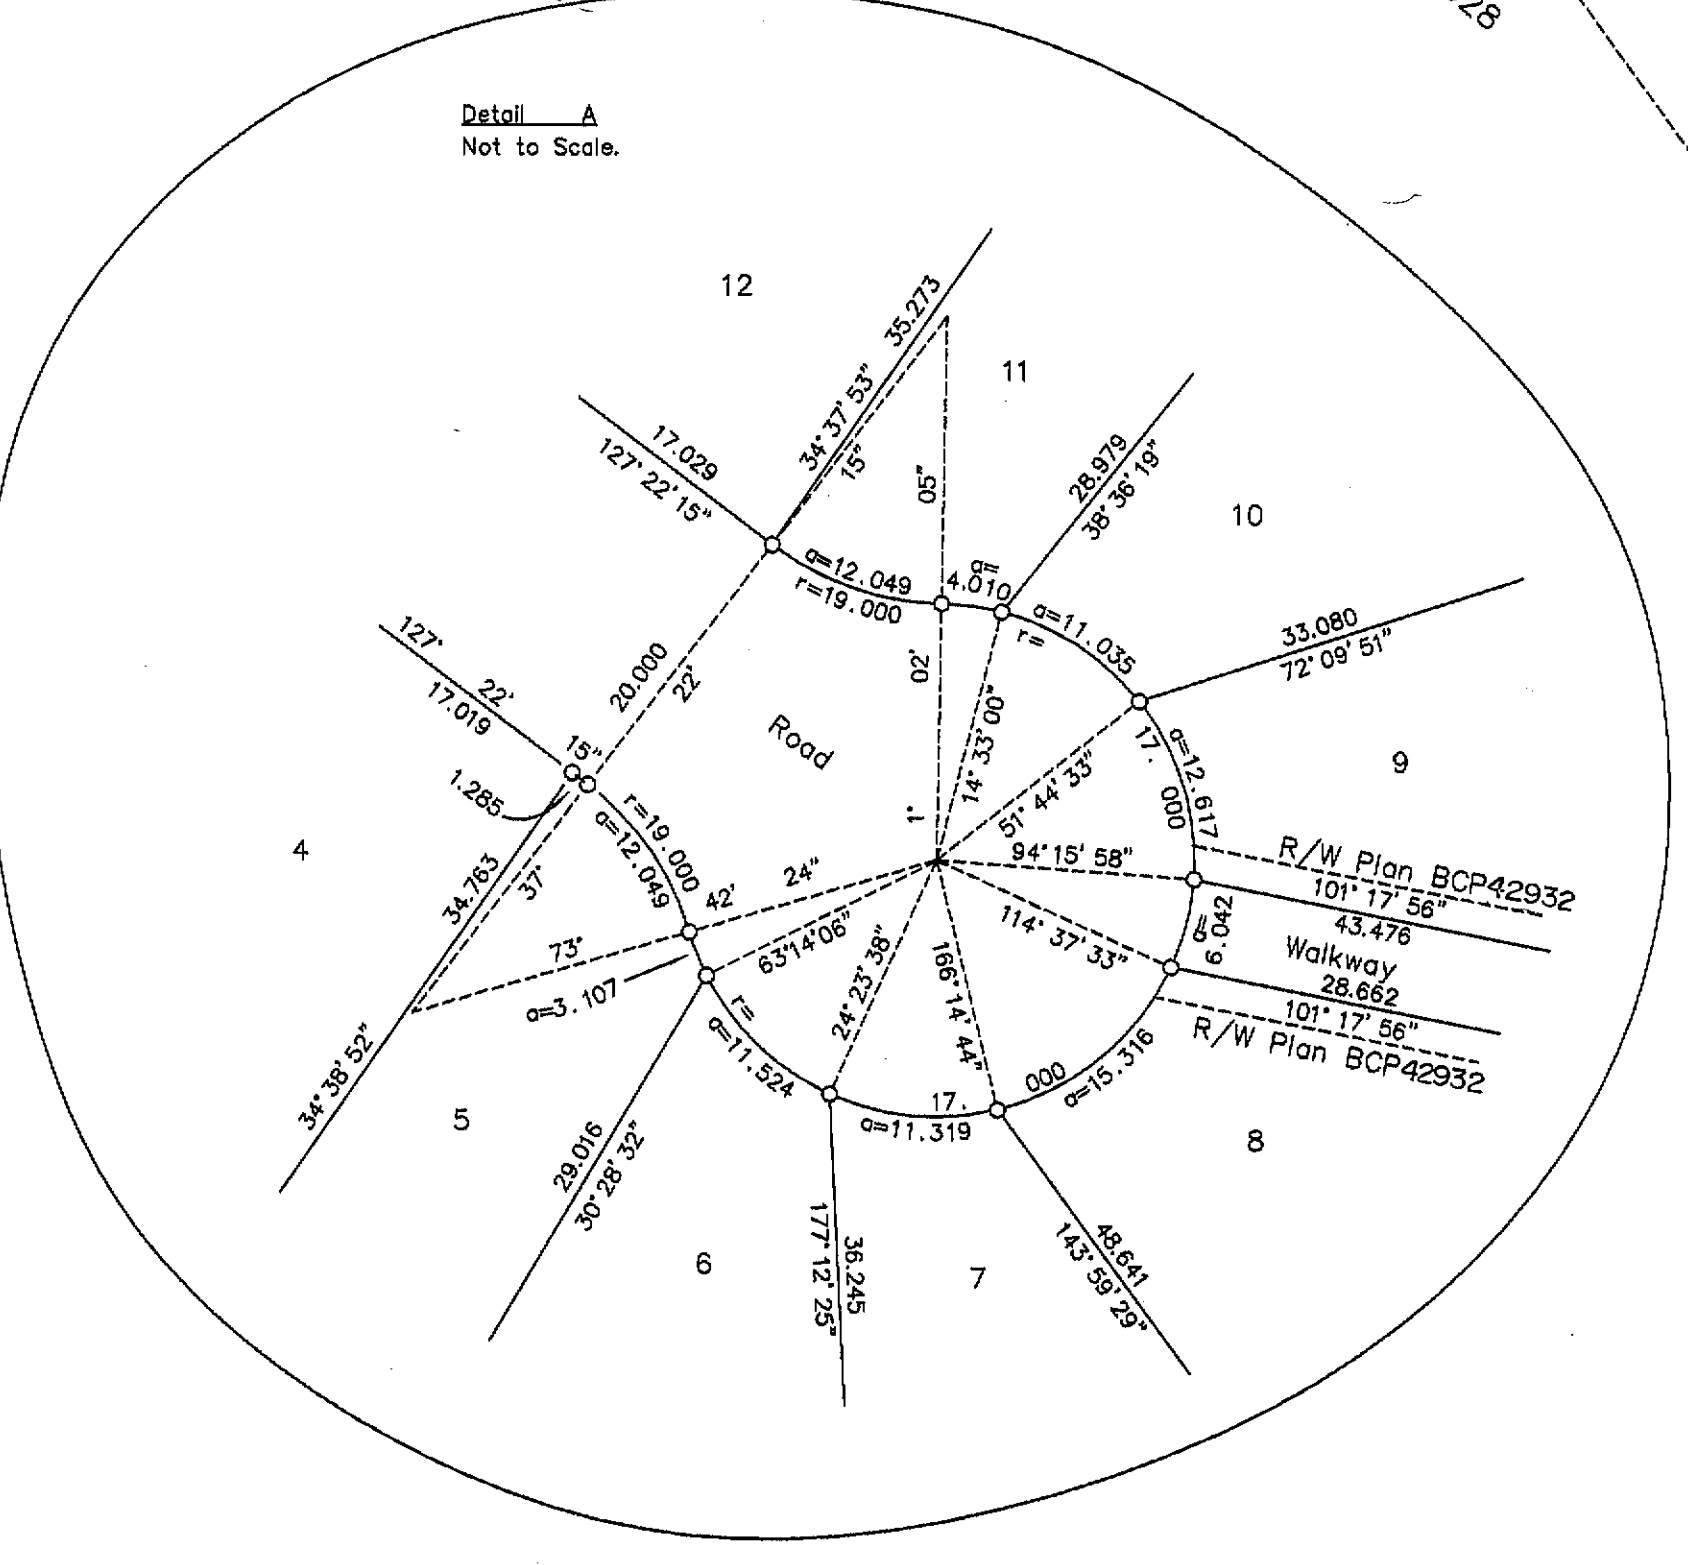 28
Detail A
Not to Scale.
12
35.273
34° 37' 53"
15"
11
17.029
127° 22' 15"
05"
28.979
38° 36' 19"
10
a=12.049
r=19.000
a=
4.010
a=11.035
r=
33.080
72° 09' 51"
127°
22'
17.019
20.000
22'
02'
Road
14° 33' 00"
17.
000
a=12.617
9
15"
1.285
r=19.000
a=12.049
1°
51° 44' 33"
94° 15' 58"
R/W Plan BCP42932
101° 17' 56"
43.476
4
34.763
37'
42'
24"
73°
63°14'06"
114° 37' 33"
a=
6.042
Walkway
28.662
101° 17' 56"
R/W Plan BCP42932
a=3.107
24° 23' 38"
166° 14' 44"
34° 38' 52"
r=
a=11.524
17.
000
a=11.319
a=15.316
5
8
29.016
30° 28' 32"
6
36.245
177° 12' 25"
7
48.641
143° 59' 29"